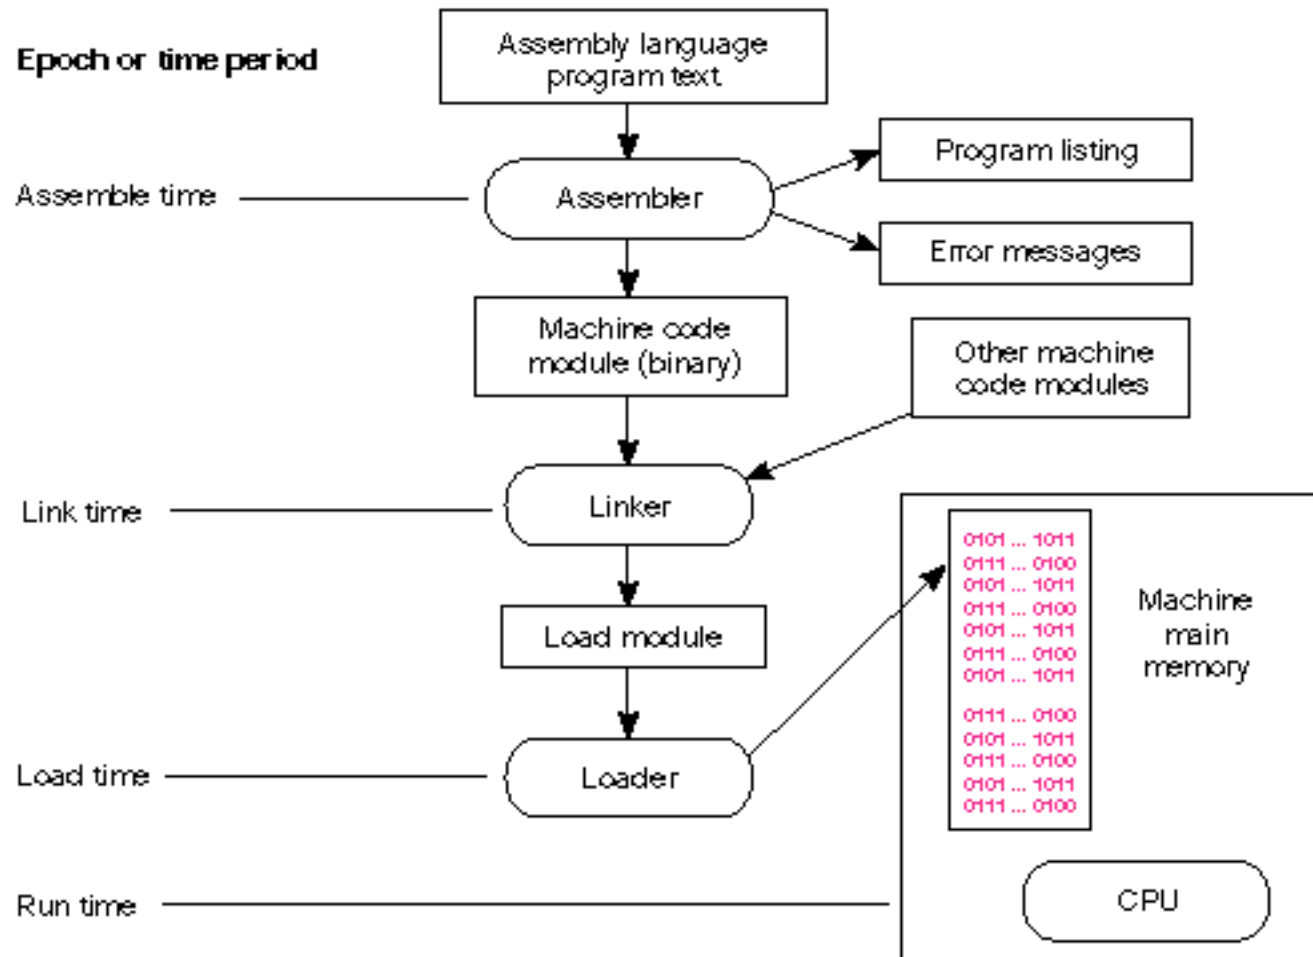 Epoch or time period
Assembly language
program text
Program listing
Assemble time
Assembler
Error messages
Machine code
module (binary)
Other machine
code modules
Link time
Linker
Load module
Load time
Loader
0101 ... 1011
0111 ... 0100
0101 ... 1011
0111 ... 0100
0101 ... 1011
0111 ... 0100
0101 ... 1011
0111 ... 0100
0101 ... 1011
0111 ... 0100
0101 ... 1011
0111 ... 0100
Machine
main
memory
Run time
CPU